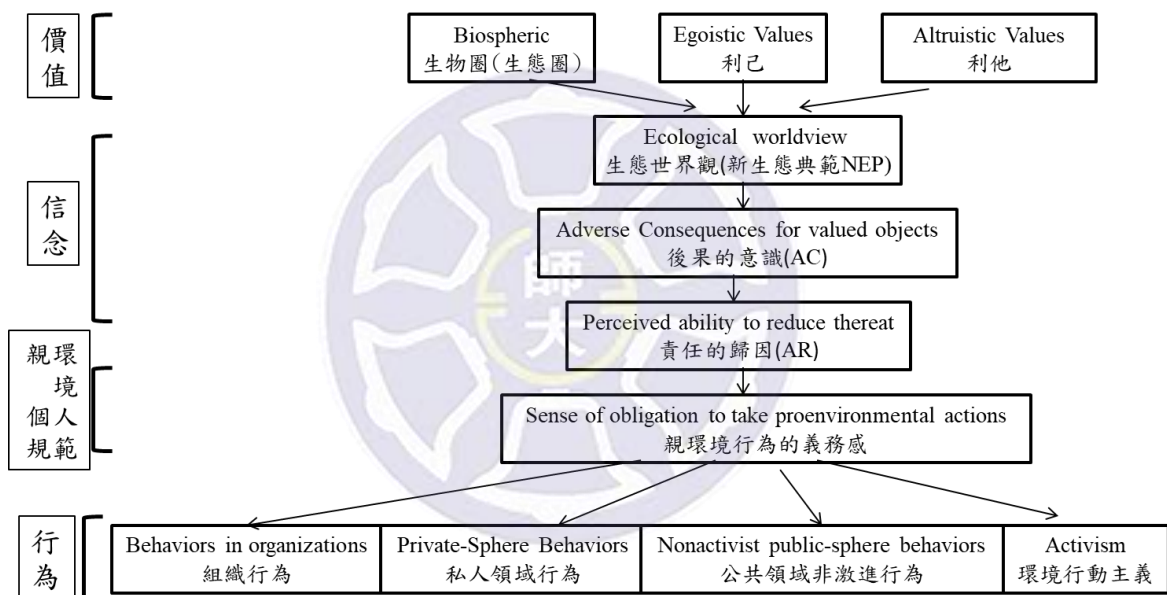 價值
Biospheric
生物圈(生態圈)
Egoistic Values
利己
Altruistic Values
利他
信念
Ecological worldview
生態世界觀(新生態典範NEP)
Adverse Consequences for valued objects
後果的意識(AC)
Perceived ability to reduce thereat
責任的歸因(AR)
親環境個人規範
Sense of obligation to take proenvironmental actions
親環境行為的義務感
行為
Behaviors in organizations
組織行為
Private-Sphere Behaviors
私人領域行為
Nonactivist public-sphere behaviors
公共領域非激進行為
Activism
環境行動主義
師大